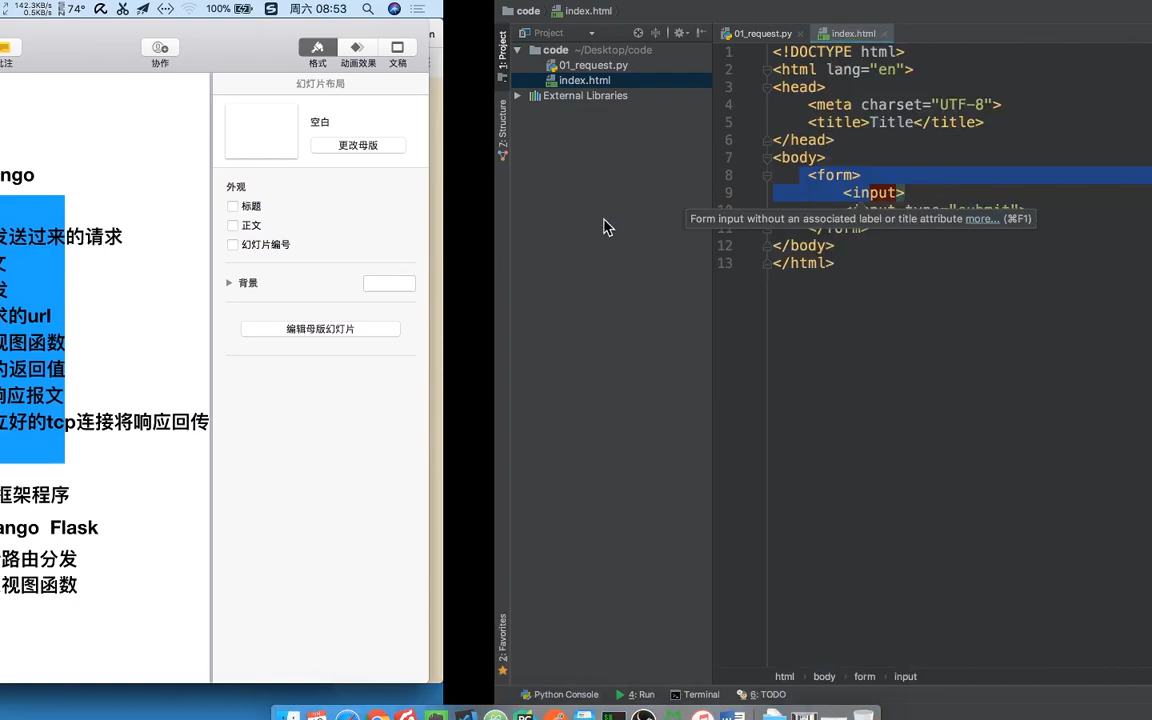 142.3KB/s
0.5KB/s
74°
100%
周六 08:53
批注
协作
格式
动画效果
文稿
幻灯片布局
空白
更改母版
外观
标题
正文
幻灯片编号
背景
编辑母版幻灯片
ango
发送过来的请求
文
发
求的url
视图函数
的返回值
响应报文
立好的tcp连接将响应回传
框架程序
ango Flask
路由分发
视图函数
code
index.html
Project
1: Project
Z: Structure
2: Favorites
code ~/Desktop/code
01_request.py
index.html
External Libraries
01_request.py
index.html
1 <!DOCTYPE html>
2 <html lang="en">
3 <head>
4 <meta charset="UTF-8">
5 <title>Title</title>
6 </head>
7 <body>
8 <form>
9 <input>
Form input without an associated label or title attribute more... (⌘F1)
12 </body>
13 </html>
html body form input
Python Console
4: Run
Terminal
6: TODO